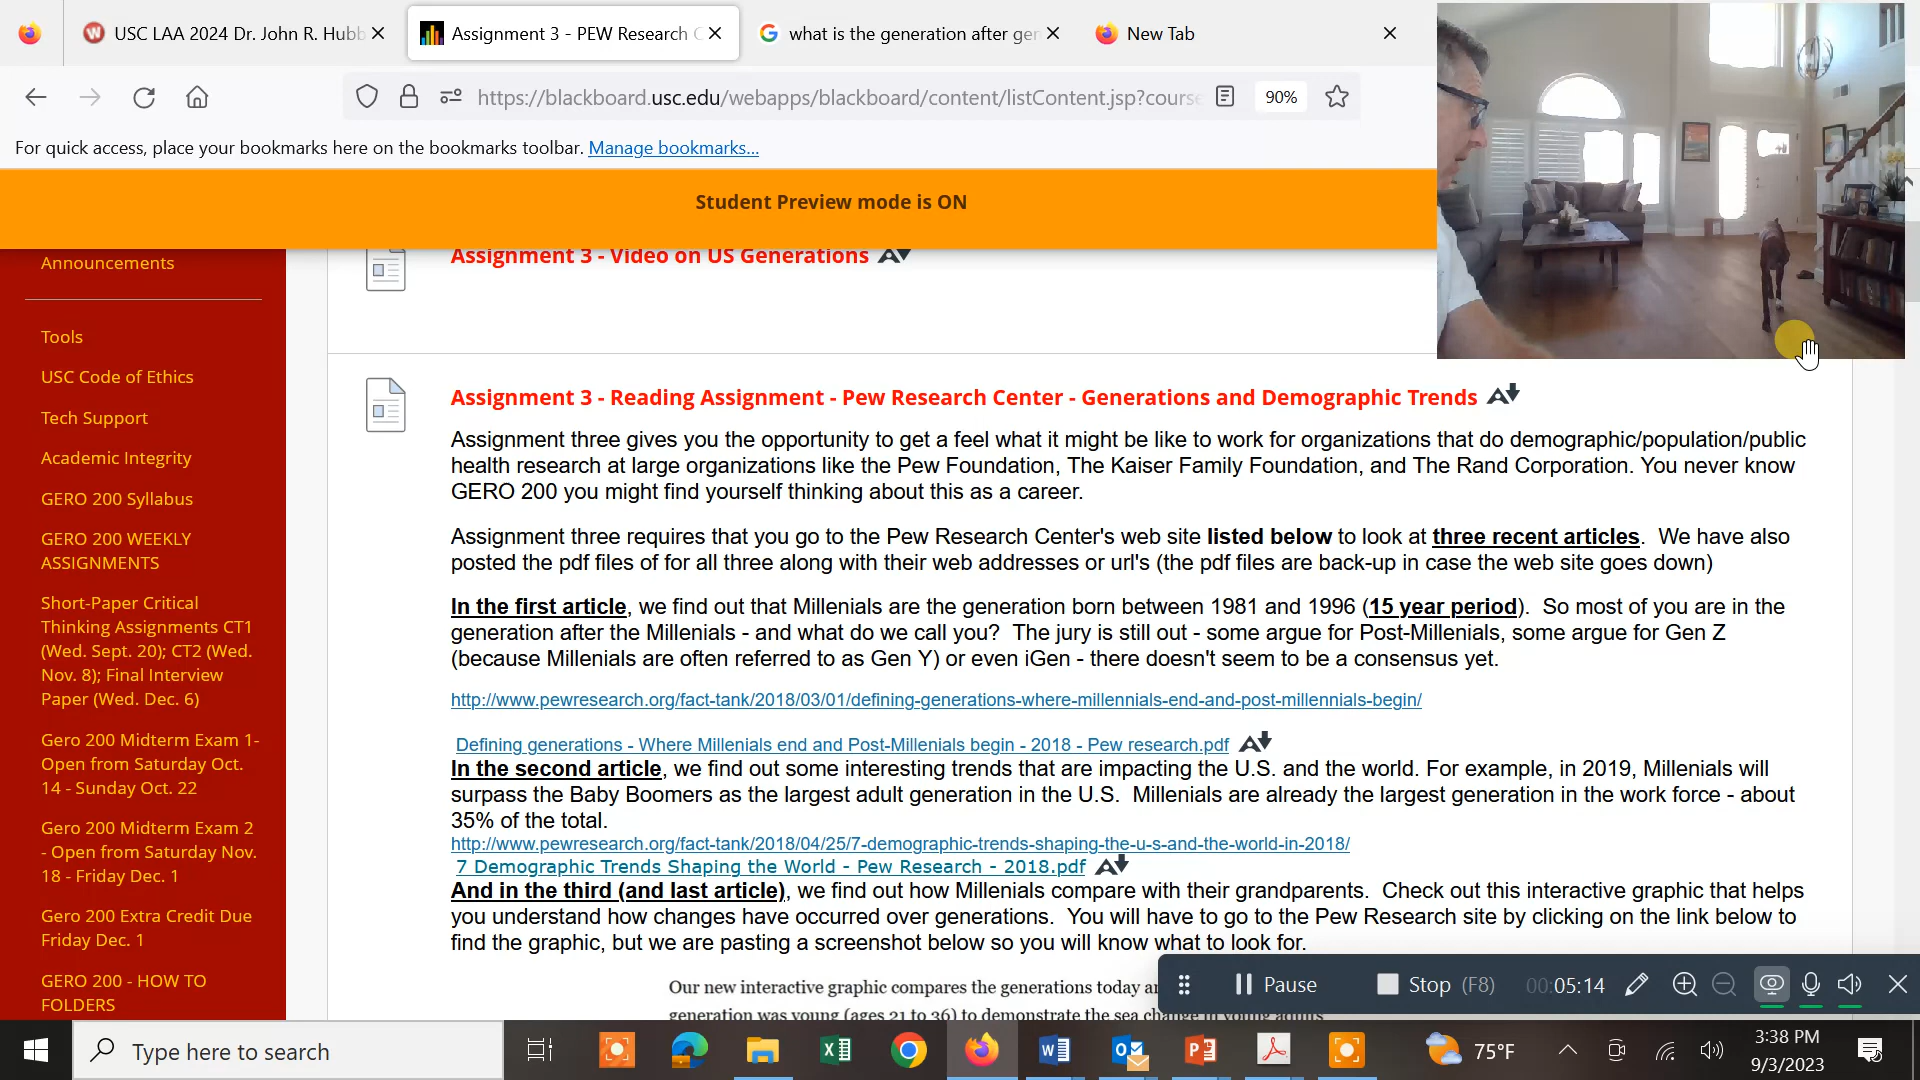 USC LAA 2024 Dr. John R. Hubb
Assignment 3 - PEW Research C
what is the generation after gen
New Tab
https://blackboard.usc.edu/webapps/blackboard/content/listContent.jsp?course
90%
For quick access, place your bookmarks here on the bookmarks toolbar. Manage bookmarks...
Student Preview mode is ON
Announcements
Tools
USC Code of Ethics
Tech Support
Academic Integrity
GERO 200 Syllabus
GERO 200 WEEKLY
ASSIGNMENTS
Short-Paper Critical
Thinking Assignments CT1
(Wed. Sept. 20); CT2 (Wed.
Nov. 8); Final Interview
Paper (Wed. Dec. 6)
Gero 200 Midterm Exam 1-
Open from Saturday Oct.
14 - Sunday Oct. 22
Gero 200 Midterm Exam 2
- Open from Saturday Nov.
18 - Friday Dec. 1
Gero 200 Extra Credit Due
Friday Dec. 1
GERO 200 - HOW TO
FOLDERS
Assignment 3 - Video on US Generations
Assignment 3 - Reading Assignment - Pew Research Center - Generations and Demographic Trends
Assignment three gives you the opportunity to get a feel what it might be like to work for organizations that do demographic/population/public
health research at large organizations like the Pew Foundation, The Kaiser Family Foundation, and The Rand Corporation. You never know
GERO 200 you might find yourself thinking about this as a career.
Assignment three requires that you go to the Pew Research Center's web site listed below to look at three recent articles.  We have also
posted the pdf files of for all three along with their web addresses or url's (the pdf files are back-up in case the web site goes down)
In the first article, we find out that Millenials are the generation born between 1981 and 1996 (15 year period).  So most of you are in the
generation after the Millenials - and what do we call you?  The jury is still out - some argue for Post-Millenials, some argue for Gen Z
(because Millenials are often referred to as Gen Y) or even iGen - there doesn't seem to be a consensus yet.
http://www.pewresearch.org/fact-tank/2018/03/01/defining-generations-where-millennials-end-and-post-millennials-begin/
Defining generations - Where Millenials end and Post-Millenials begin - 2018 - Pew research.pdf
In the second article, we find out some interesting trends that are impacting the U.S. and the world. For example, in 2019, Millenials will
surpass the Baby Boomers as the largest adult generation in the U.S.  Millenials are already the largest generation in the work force - about
35% of the total.
http://www.pewresearch.org/fact-tank/2018/04/25/7-demographic-trends-shaping-the-u-s-and-the-world-in-2018/
7 Demographic Trends Shaping the World - Pew Research - 2018.pdf
And in the third (and last article), we find out how Millenials compare with their grandparents.  Check out this interactive graphic that helps
you understand how changes have occurred over generations.  You will have to go to the Pew Research site by clicking on the link below to
find the graphic, but we are pasting a screenshot below so you will know what to look for.
Our new interactive graphic compares the generations today a
generation was young (ages 21 to 36) to demonstrate the sea change in young adults'
Pause
Stop (F8)
00:05:14
Type here to search
75°F
3:38 PM
9/3/2023